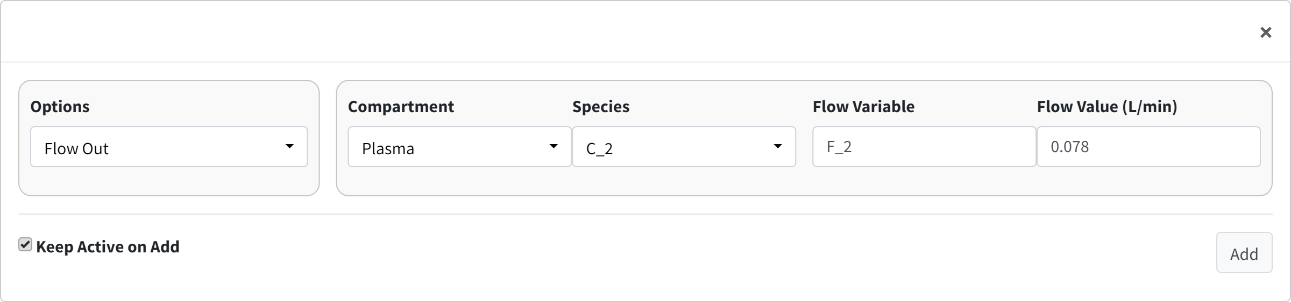 ×
Options
Flow Out
Compartment
Species
Flow Variable
Flow Value (L/min)
Plasma
C_2
F_2
0.078
Keep Active on Add
Add